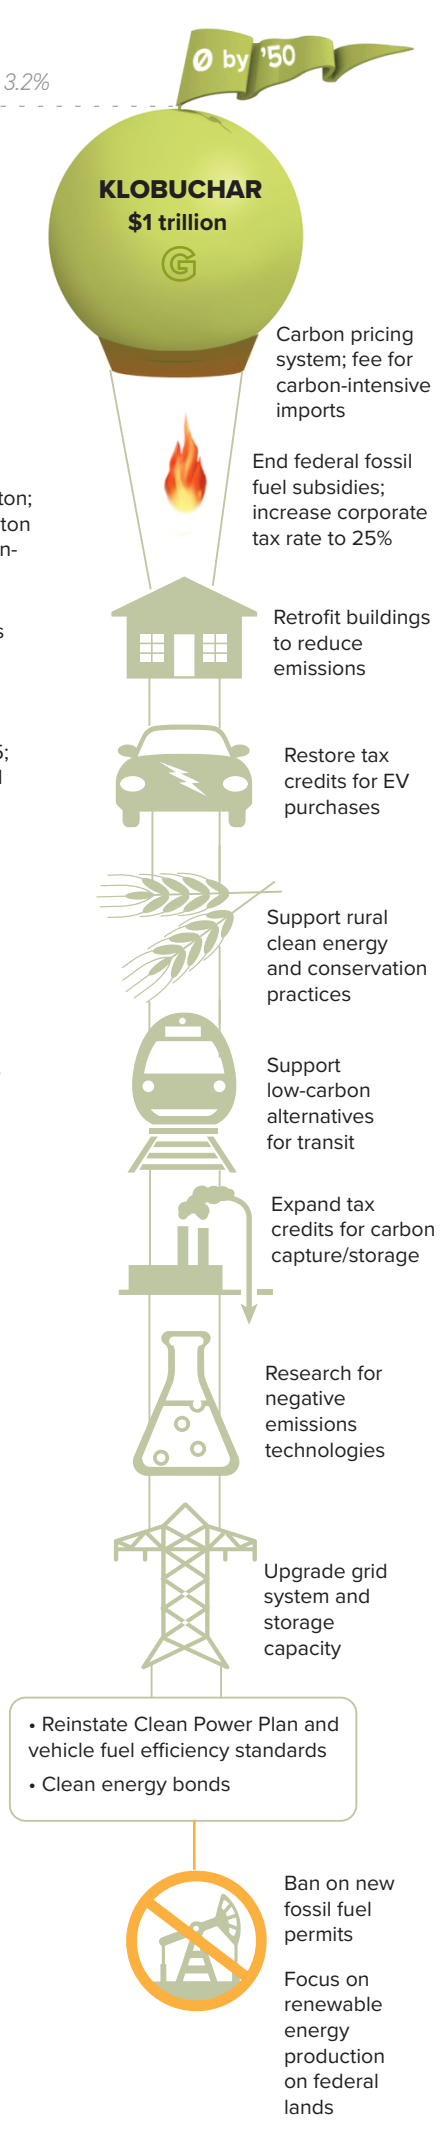 Ø by '50
3.2%
KLOBUCHAR
$1 trillion
G
Carbon pricing
system; fee for
carbon-intensive
imports
End federal fossil
fuel subsidies;
increase corporate
tax rate to 25%
ton;
ton
n-
s
Retrofit buildings
to reduce
emissions
5;
Restore tax
credits for EV
purchases
Support rural
clean energy
and conservation
practices
Support
low-carbon
alternatives
for transit
Expand tax
credits for carbon
capture/storage
Research for
negative
emissions
technologies
Upgrade grid
system and
storage
capacity
• Reinstate Clean Power Plan and
vehicle fuel efficiency standards
• Clean energy bonds
Ban on new
fossil fuel
permits
Focus on
renewable
energy
production
on federal
lands